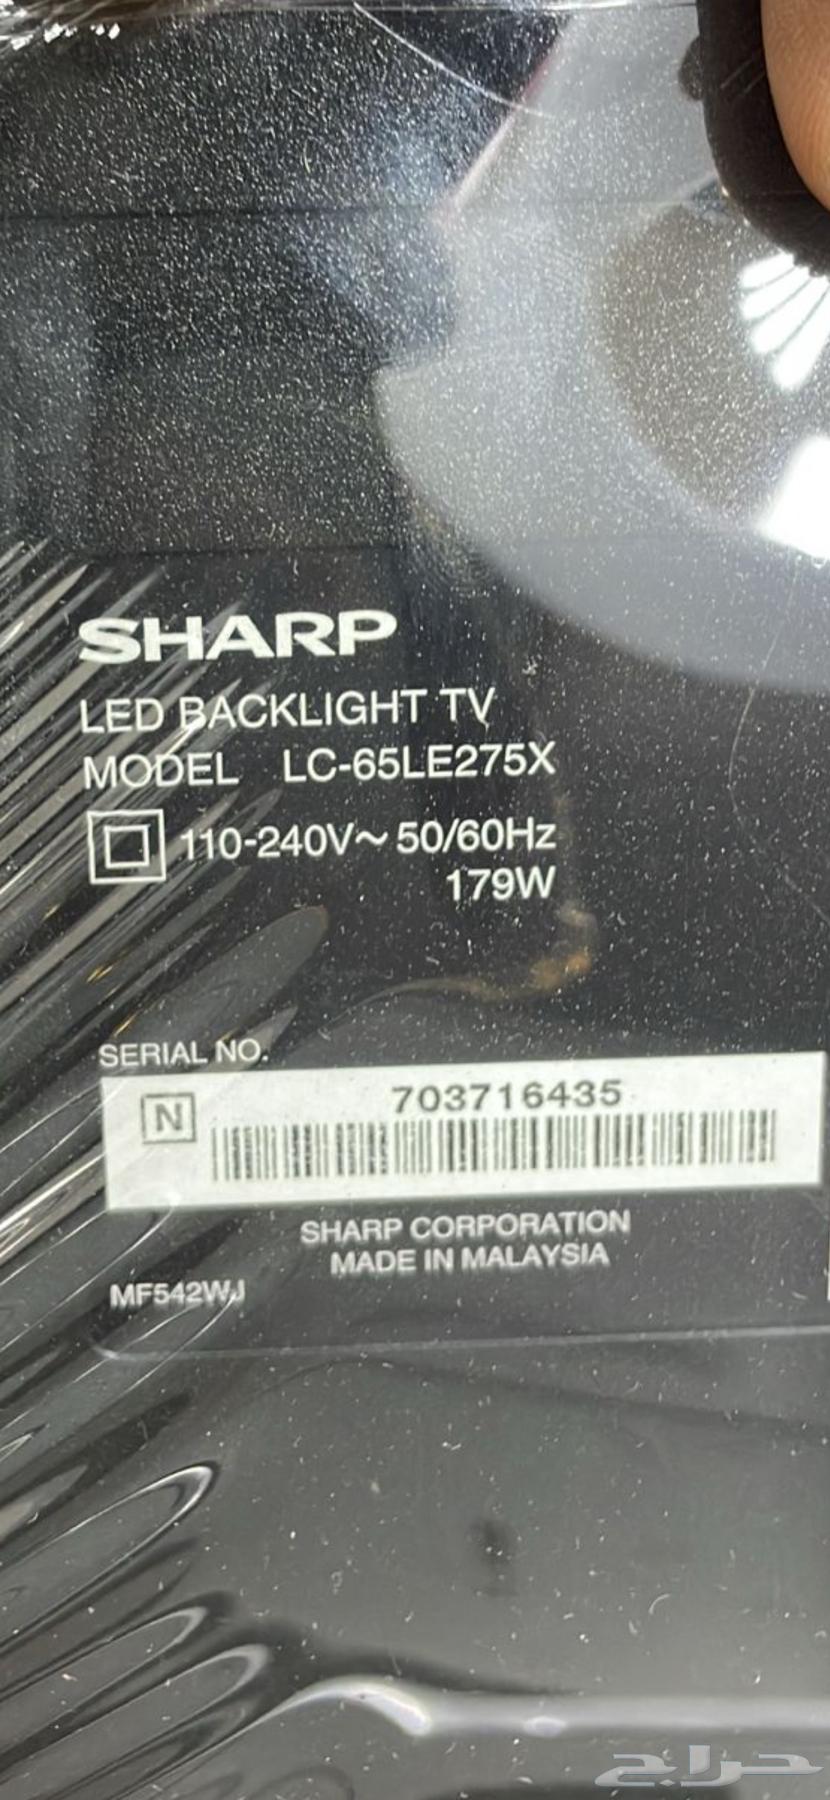 SHARP
LED BACKLIGHT TV
MODEL LC-65LE275X
110-240V~ 50/60Hz
179W
SERIAL NO.
N 703716435
SHARP CORPORATION
MADE IN MALAYSIA
MF542WJ
حراج